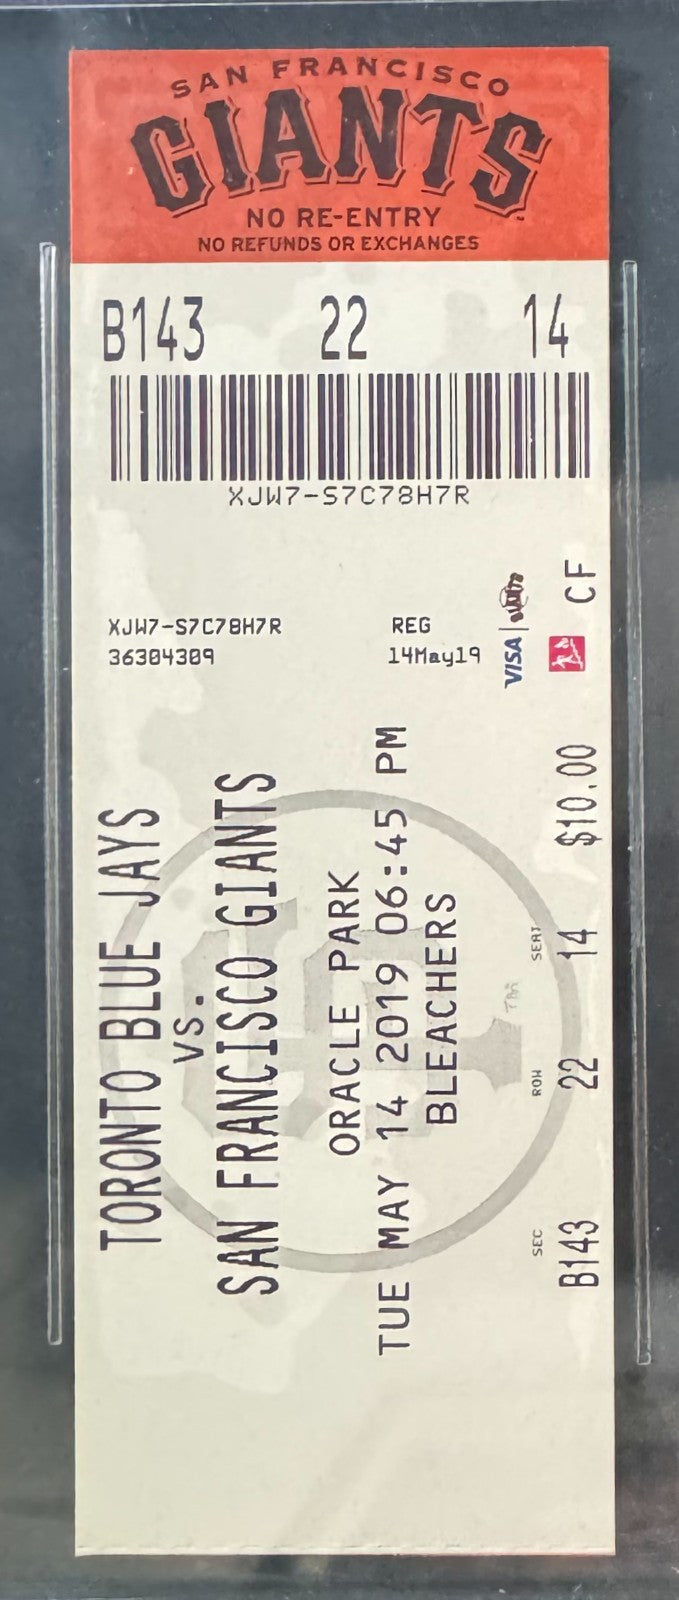 SAN FRANCISCO
GIANTS
NO RE-ENTRY
NO REFUNDS OR EXCHANGES
B143 22 14
XJW7-S7C78H7R
XJW7-S7C78H7R REG
36304309 14May19
VISA
CF
TORONTO BLUE JAYS
VS.
SAN FRANCISCO GIANTS
ORACLE PARK
TUE MAY 14 2019 06:45 PM
BLEACHERS
TM
SEC ROW SEAT
B143 22 14 $10.00